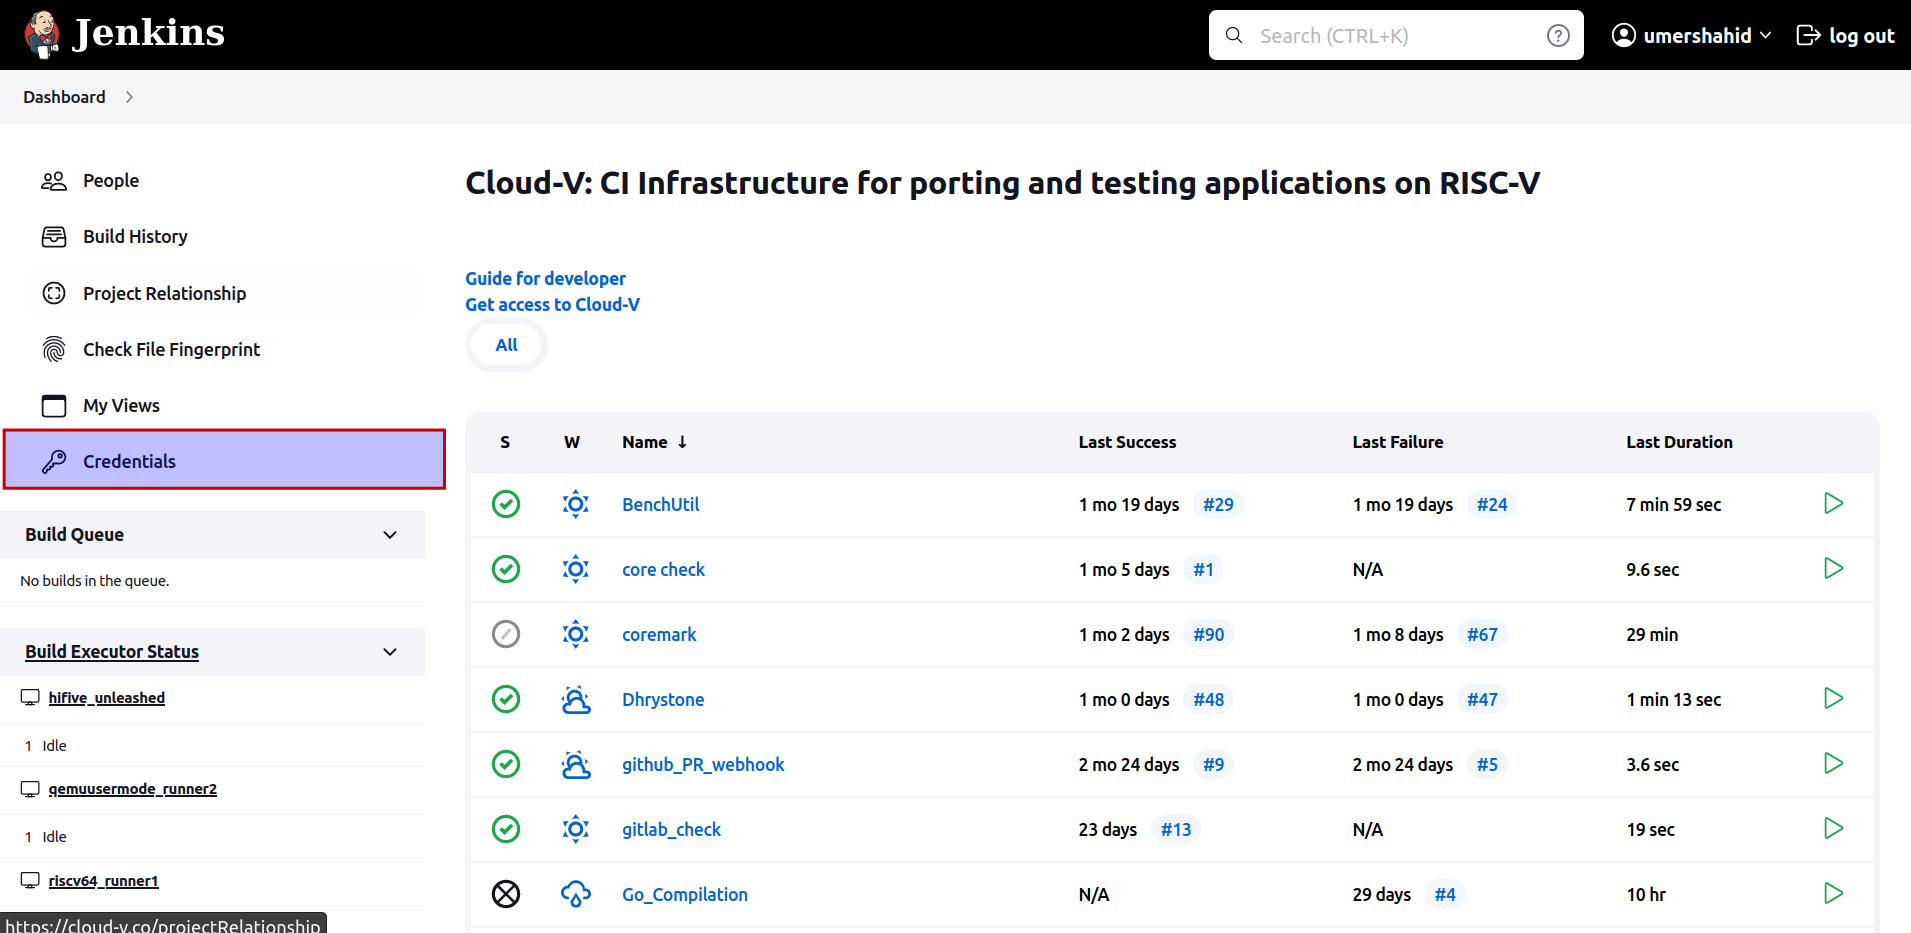 Jenkins
Search (CTRL+K)
umershahid
log out
Dashboard
People
Build History
Project Relationship
Check File Fingerprint
My Views
Credentials
Build Queue
No builds in the queue.
Build Executor Status
hifive_unleashed
1 Idle
qemuusermode_runner2
1 Idle
riscv64_runner1
https://cloud-v.co/projectRelationship
Cloud-V: CI Infrastructure for porting and testing applications on RISC-V
Guide for developer
Get access to Cloud-V
All
S W Name ↓ Last Success Last Failure Last Duration
BenchUtil 1 mo 19 days #29 1 mo 19 days #24 7 min 59 sec
core check 1 mo 5 days #1 N/A 9.6 sec
coremark 1 mo 2 days #90 1 mo 8 days #67 29 min
Dhrystone 1 mo 0 days #48 1 mo 0 days #47 1 min 13 sec
github_PR_webhook 2 mo 24 days #9 2 mo 24 days #5 3.6 sec
gitlab_check 23 days #13 N/A 19 sec
Go_Compilation N/A 29 days #4 10 hr